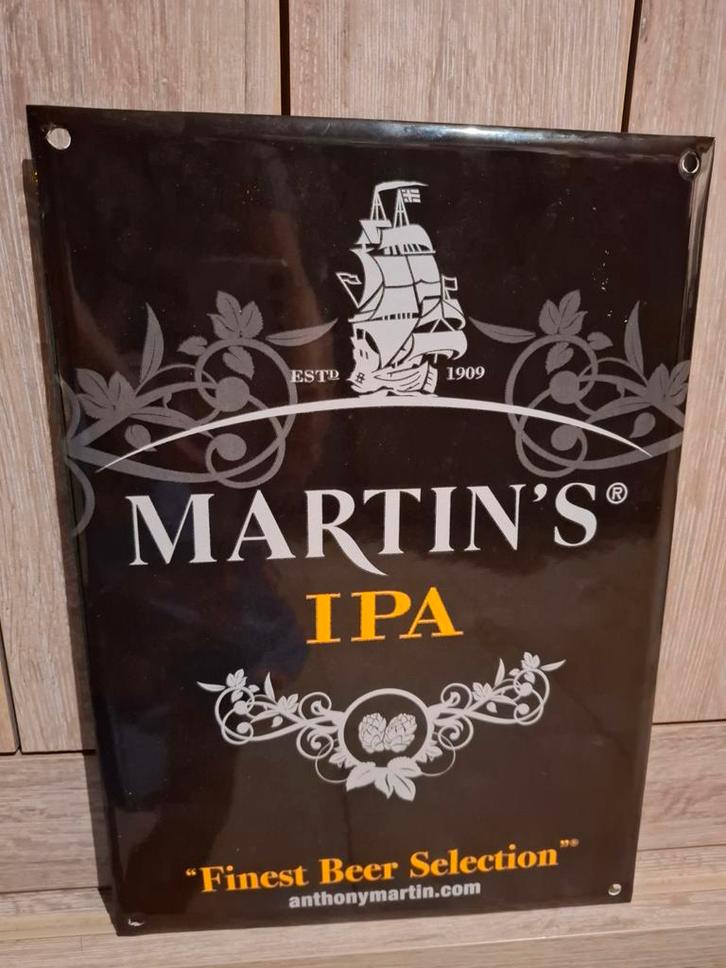 ESTD 1909
MARTIN'S®
IPA
“Finest Beer Selection”®
anthonymartin.com